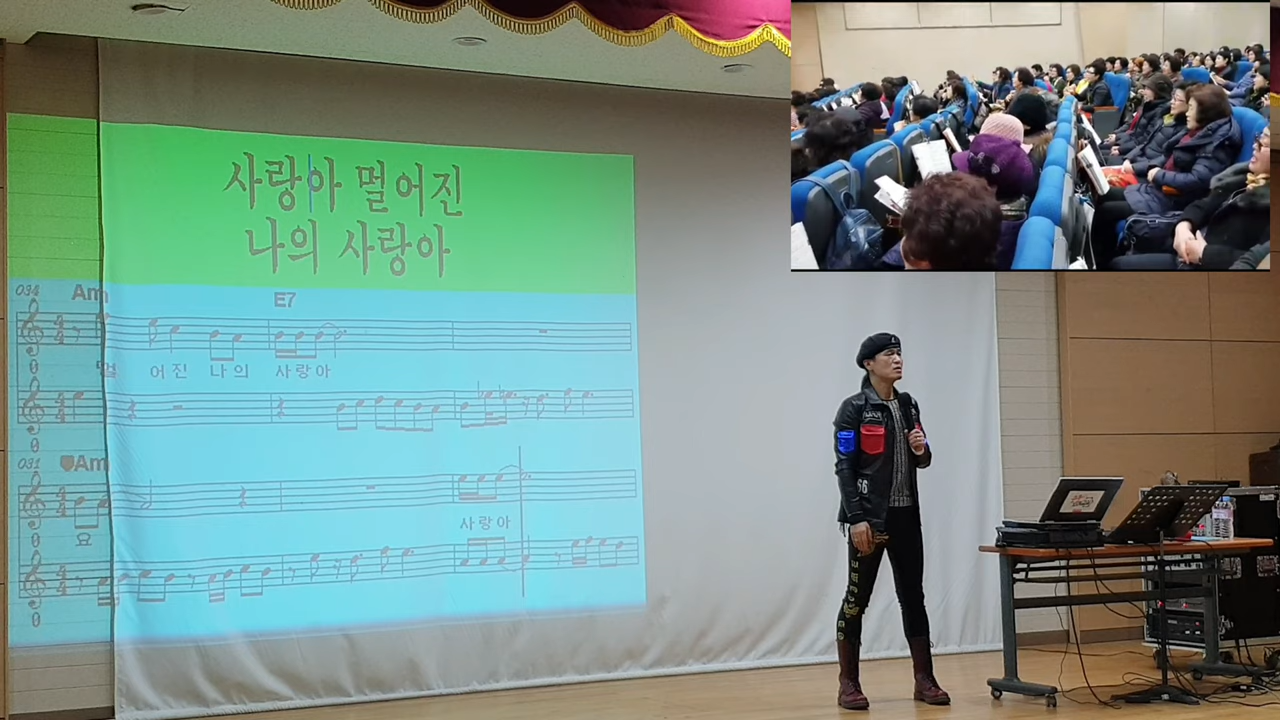 사랑아 멀어진
나의 사랑아
034 Am E7
멀 어 진 나 의 사 랑 아
031 Am
사 랑 아
요
66